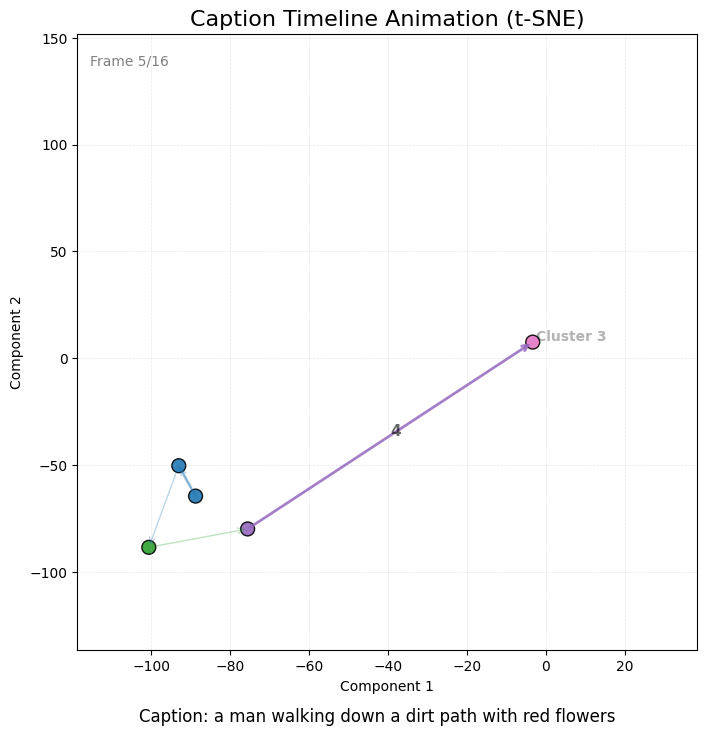 Caption Timeline Animation (t-SNE)
Frame 5/16
150
100
50
0
−50
−100
Component 2
Cluster 3
4
−100 −80 −60 −40 −20 0 20
Component 1
Caption: a man walking down a dirt path with red flowers